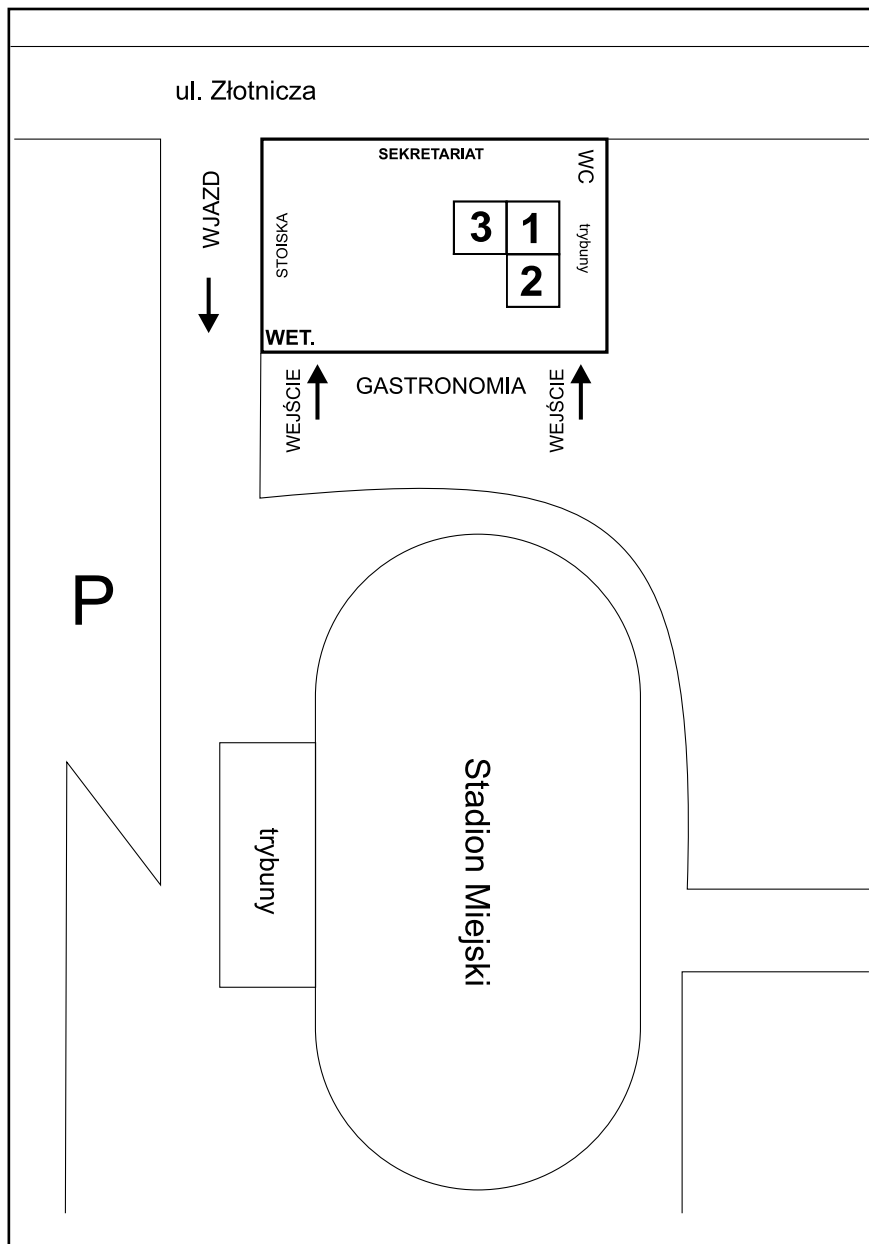 ul. Złotnicza
SEKRETARIAT
WC
WJAZD
STOISKA
3
1
trybuny
2
WET.
WEJŚCIE
GASTRONOMIA
WEJŚCIE
P
trybuny
Stadion Miejski